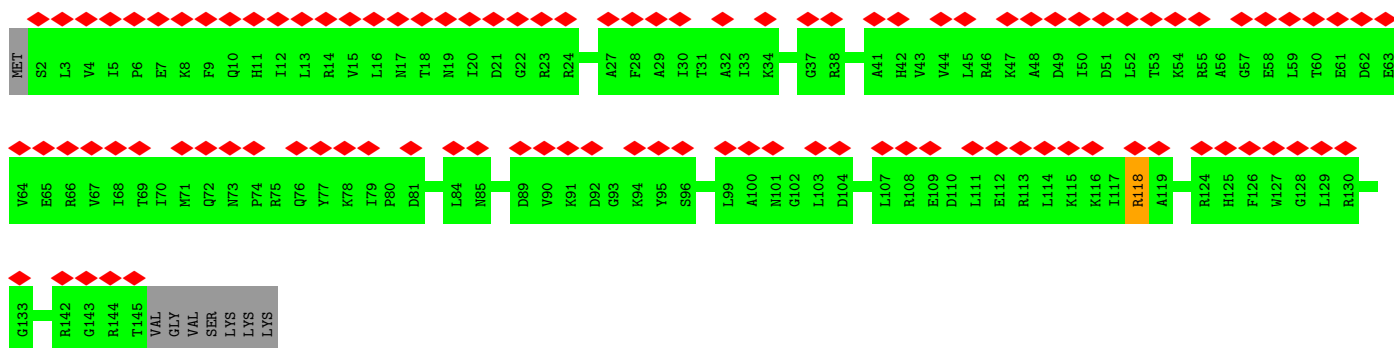 MET S2 L3 V4 I5 P6 E7 K8 F9 Q10 H11 I12 L13 R14 V15 L16 N17 T18 N19 I20 D21 G22 R23 R24 A27 F28 A29 I30 T31 A32 I33 K34 G37 R38 A41 H42 V43 V44 L45 R46 K47 A48 D49 I50 D51 L52 T53 K54 R55 A56 G57 E58 L59 T60 E61 D62 E63
V64 E65 R66 V67 I68 T69 I70 M71 Q72 N73 P74 R75 Q76 Y77 K78 I79 P80 D81 L84 N85 D89 V90 K91 D92 G93 K94 Y95 S96 L99 A100 N101 G102 L103 D104 L107 R108 E109 D110 L111 E112 R113 L114 K115 K116 I117 R118 A119 R124 H125 F126 W127 G128 L129 R130
G133 R142 G143 R144 T145 VAL GLY VAL SER LYS LYS LYS